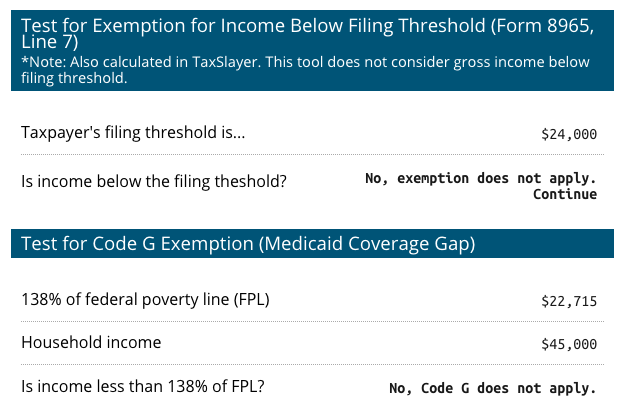 Test for Exemption for Income Below Filing Threshold (Form 8965,
Line 7)
*Note: Also calculated in TaxSlayer. This tool does not consider gross income below
filing threshold.
Taxpayer's filing threshold is... $24,000
Is income below the filing theshold? No, exemption does not apply.
Continue
Test for Code G Exemption (Medicaid Coverage Gap)
138% of federal poverty line (FPL) $22,715
Household income $45,000
Is income less than 138% of FPL? No, Code G does not apply.